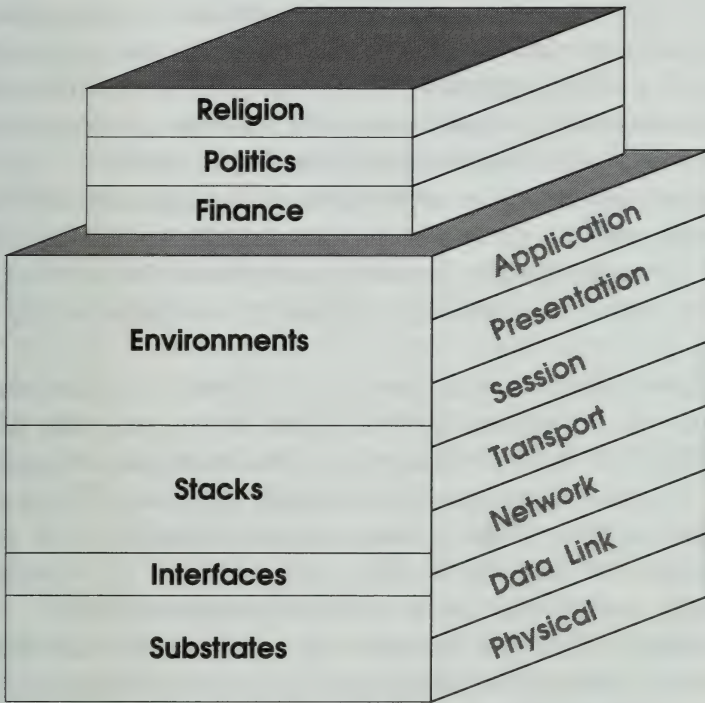 Religion
Politics
Finance
Environments
Stacks
Interfaces
Substrates
Application
Presentation
Session
Transport
Network
Data Link
Physical